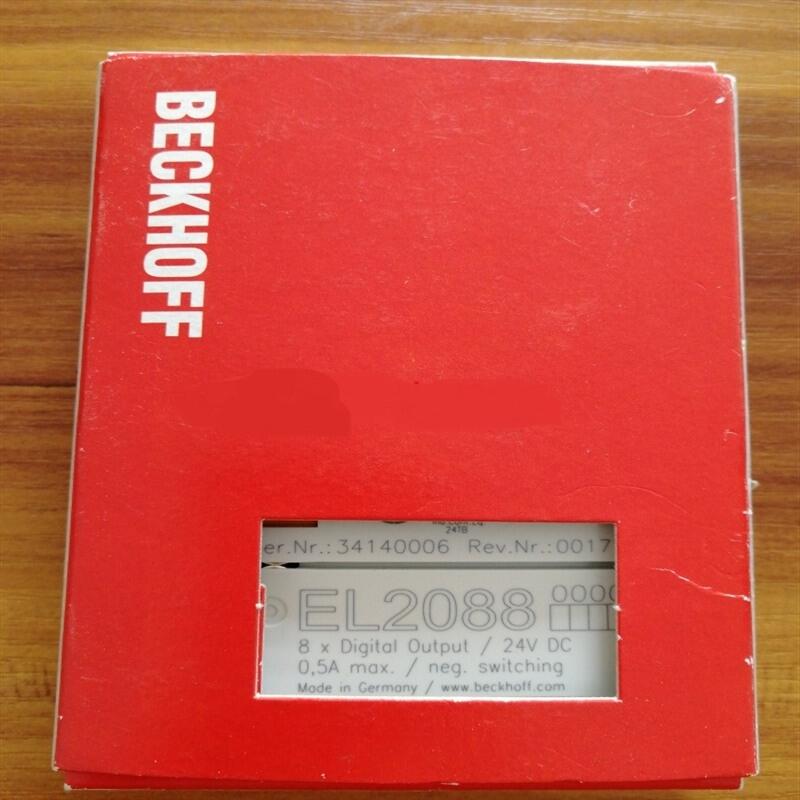 BECKHOFF
24TB
er.Nr.: 34140006 Rev.Nr.: 0017
EL2088
8 x Digital Output / 24V DC
0,5A max. / neg. switching
Made in Germany / www.beckhoff.com